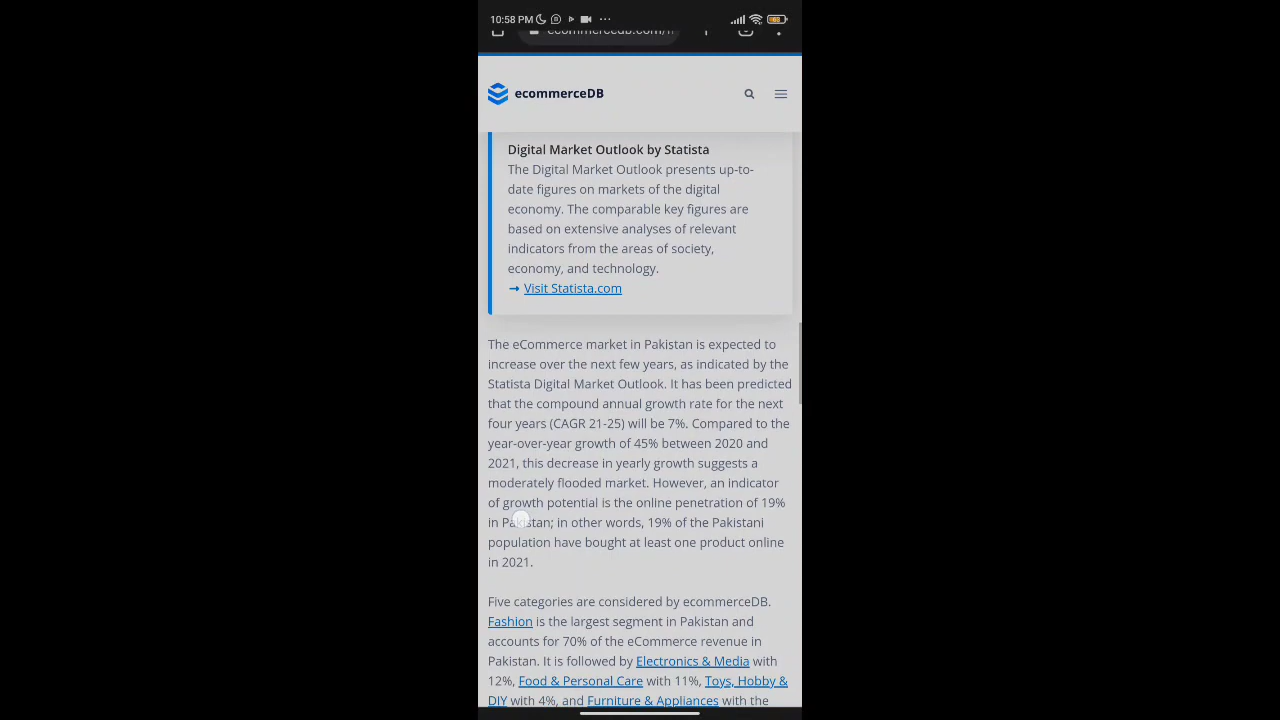 10:58 PM
68
ecommercedb.com/
ecommerceDB
Digital Market Outlook by Statista
The Digital Market Outlook presents up-to-
date figures on markets of the digital
economy. The comparable key figures are
based on extensive analyses of relevant
indicators from the areas of society,
economy, and technology.
→ Visit Statista.com
The eCommerce market in Pakistan is expected to
increase over the next few years, as indicated by the
Statista Digital Market Outlook. It has been predicted
that the compound annual growth rate for the next
four years (CAGR 21-25) will be 7%. Compared to the
year-over-year growth of 45% between 2020 and
2021, this decrease in yearly growth suggests a
moderately flooded market. However, an indicator
of growth potential is the online penetration of 19%
in Pakistan; in other words, 19% of the Pakistani
population have bought at least one product online
in 2021.
Five categories are considered by ecommerceDB.
Fashion is the largest segment in Pakistan and
accounts for 70% of the eCommerce revenue in
Pakistan. It is followed by Electronics & Media with
12%, Food & Personal Care with 11%, Toys, Hobby &
DIY with 4%, and Furniture & Appliances with the